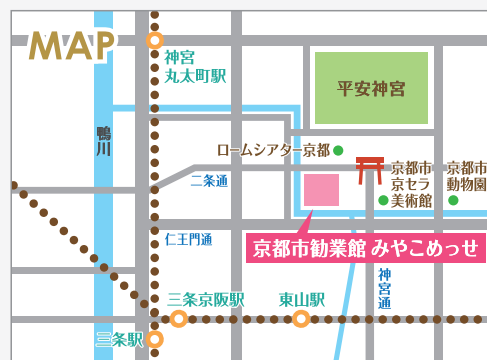 MAP
神宮
丸太町駅
平安神宮
鴨川
ロームシアター京都
京都市
京セラ
美術館
京都市
動物園
二条通
仁王門通
京都市勧業館 みやこめっせ
神宮通
三条京阪駅
東山駅
三条駅